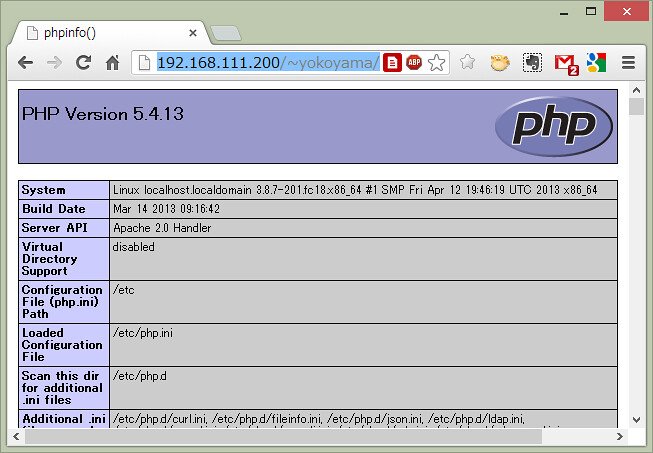 phpinfo()
192.168.111.200/~yokoyama/
ABP
2
8
PHP Version 5.4.13
php
System Linux localhost.localdomain 3.8.7-201.fc18.x86_64 #1 SMP Fri Apr 12 19:46:19 UTC 2013 x86_64
Build Date Mar 14 2013 09:16:42
Server API Apache 2.0 Handler
Virtual disabled
Directory
Support
Configuration /etc
File (php.ini)
Path
Loaded /etc/php.ini
Configuration
File
Scan this dir /etc/php.d
for additional
.ini files
Additional .ini /etc/php.d/curl.ini, /etc/php.d/fileinfo.ini, /etc/php.d/json.ini, /etc/php.d/ldap.ini,